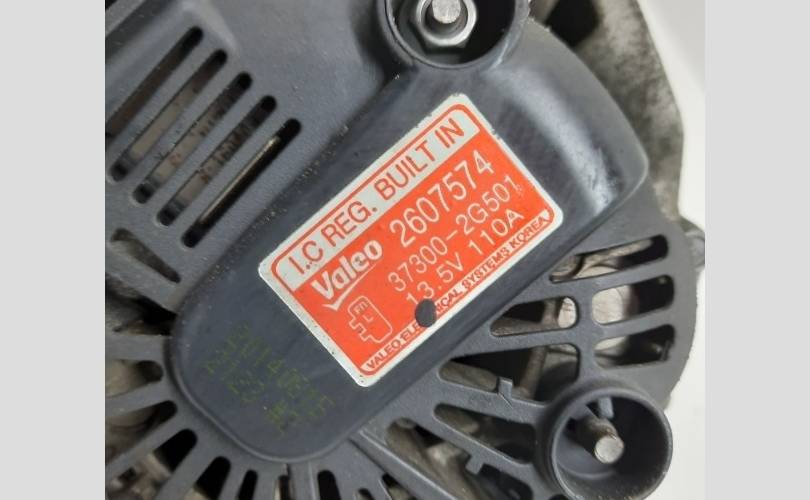 I.C REG. BUILT IN
Valeo 2607574
37300-2G501
13.5V 110A
VALEO ELECTRICAL SYSTEMS KOREA